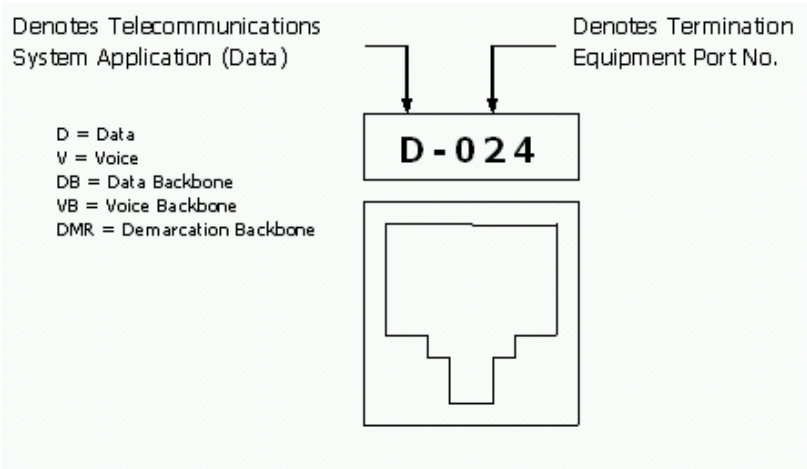 Denotes Telecommunications
System Application (Data)
Denotes Termination
Equipment Port No.
D = Data
V = Voice
DB = Data Backbone
VB = Voice Backbone
DMR = Demarcation Backbone
D-024